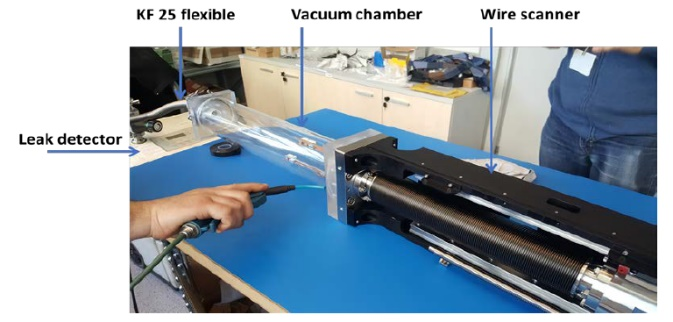 KF 25 flexible
Vacuum chamber
Wire scanner
Leak detector